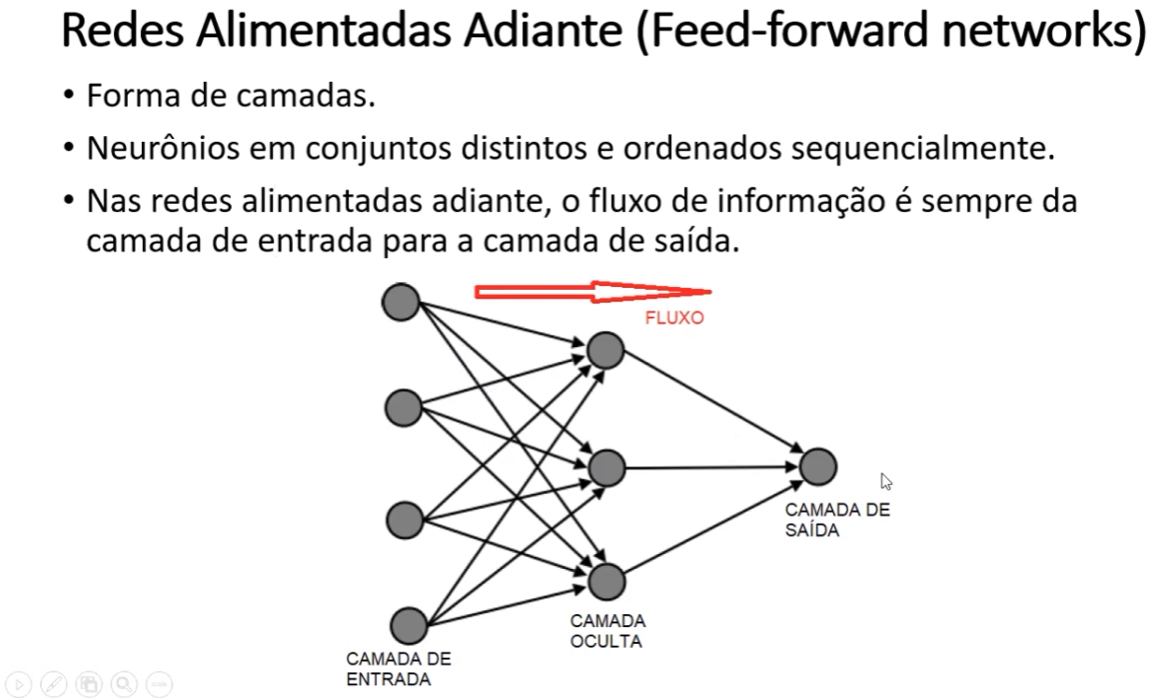 Redes Alimentadas Adiante (Feed-forward networks)
• Forma de camadas.
• Neurônios em conjuntos distintos e ordenados sequencialmente.
• Nas redes alimentadas adiante, o fluxo de informação é sempre da
camada de entrada para a camada de saída.
FLUXO
CAMADA DE
SAÍDA
CAMADA
OCULTA
CAMADA DE
ENTRADA